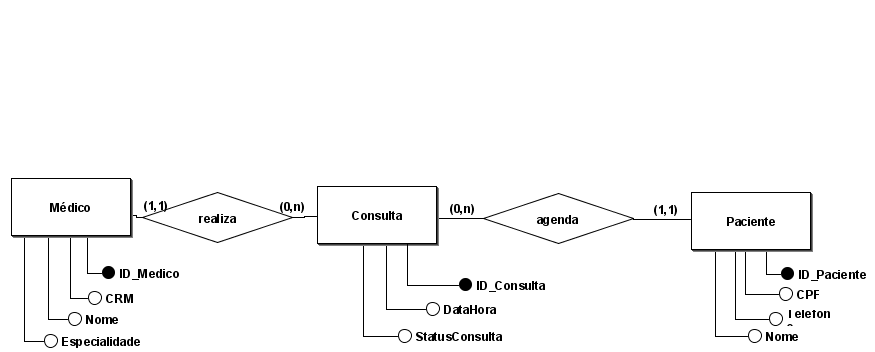 Médico
(1,1)
realiza
(0,n)
Consulta
(0,n)
agenda
(1,1)
Paciente
ID_Medico
CRM
Nome
Especialidade
ID_Consulta
DataHora
StatusConsulta
ID_Paciente
CPF
Telefon
Nome